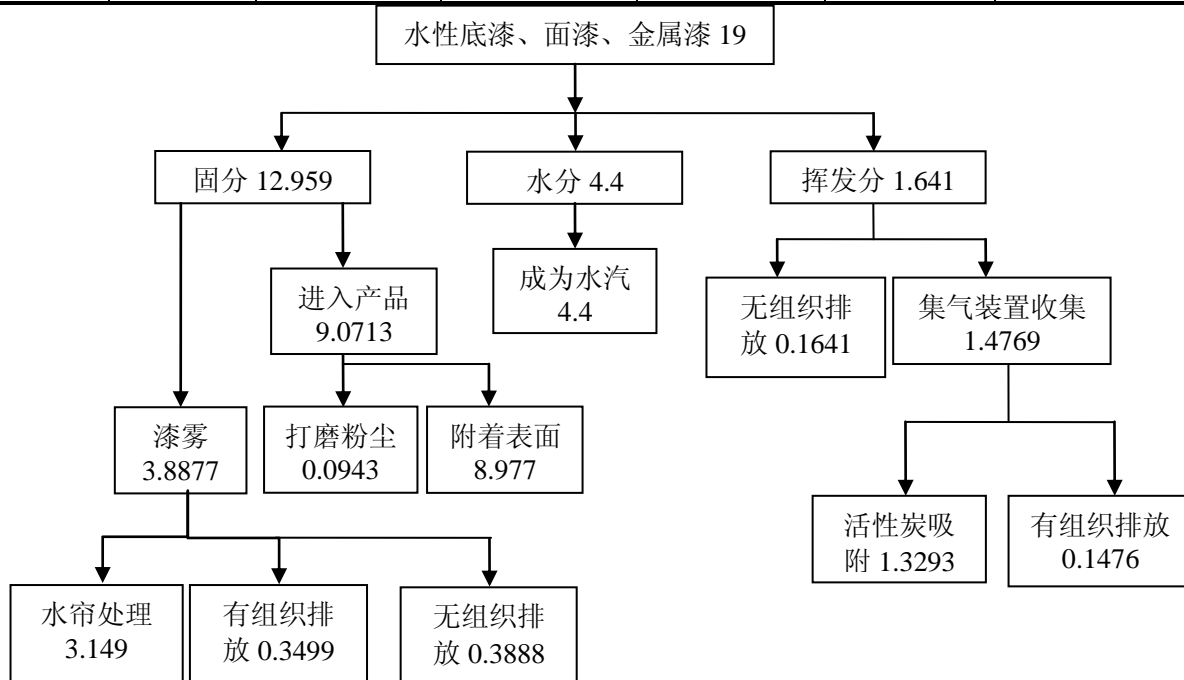 水性底漆、面漆、金属漆 19
固分 12.959
水分 4.4
挥发分 1.641
进入产品
9.0713
成为水汽
4.4
无组织排
放 0.1641
集气装置收集
1.4769
漆雾
3.8877
打磨粉尘
0.0943
附着表面
8.977
活性炭吸
附 1.3293
有组织排放
0.1476
水帘处理
3.149
有组织排
放 0.3499
无组织排
放 0.3888